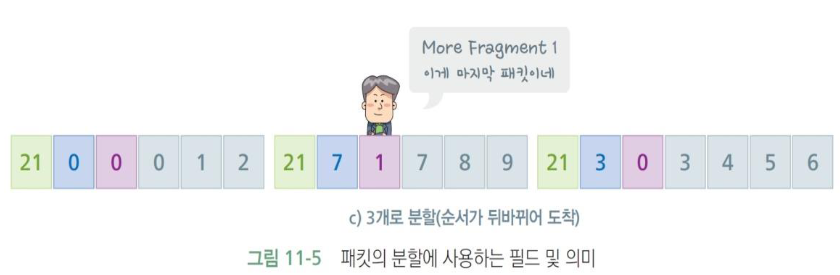 More Fragment 1
이게 마지막 패킷이네
21 0 0 0 1 2 21 7 1 7 8 9 21 3 0 3 4 5 6
c) 3개로 분할(순서가 뒤바뀌어 도착)
그림 11-5 패킷의 분할에 사용하는 필드 및 의미